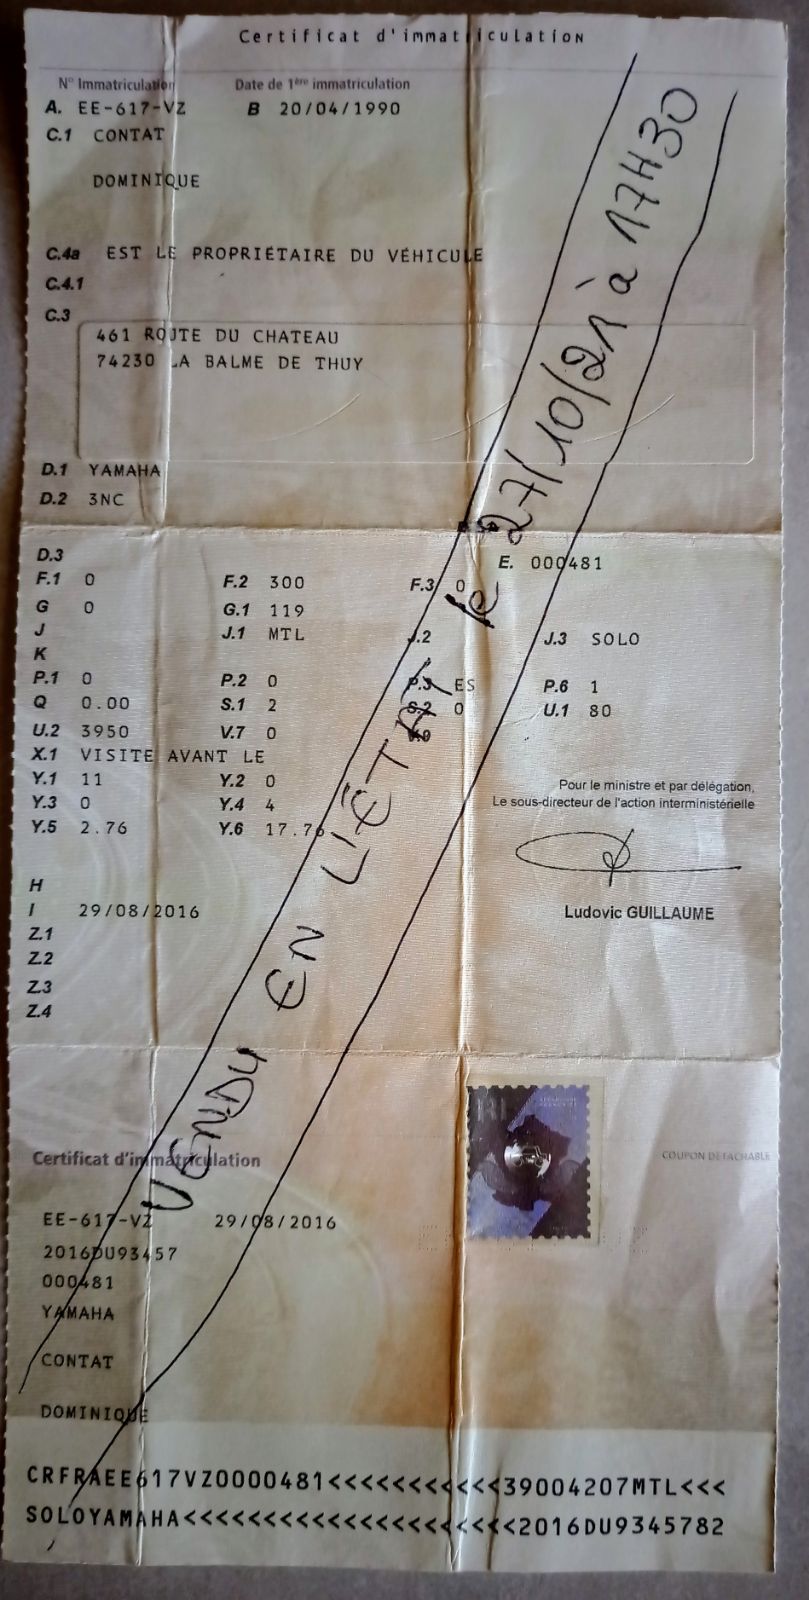 Certificat d'immatriculation
N° Immatriculation Date de 1ère immatriculation
A. EE-617-VZ B 20/04/1990
C.1 CONTAT
DOMINIQUE
C.4a EST LE PROPRIÉTAIRE DU VÉHICULE
C.4.1
C.3
461 ROUTE DU CHATEAU
74230 LA BALME DE THUY
D.1 YAMAHA
D.2 3NC
D.3 E. 000481
F.1 0 F.2 300 F.3 0
G 0 G.1 119
J J.1 MTL J.2 J.3 SOLO
K
P.1 0 P.2 0 P.3 ES P.6 1
Q 0.00 S.1 2 S.2 0 U.1 80
U.2 3950 V.7 0 V.9
X.1 VISITE AVANT LE
Y.1 11 Y.2 0
Y.3 0 Y.4 4
Y.5 2.76 Y.6 17.76
Pour le ministre et par délégation,
Le sous-directeur de l'action interministérielle
Ludovic GUILLAUME
H
I 29/08/2016
Z.1
Z.2
Z.3
Z.4
VENDU EN L'ÉTAT le 27/10/21 à 17H30
Certificat d'immatriculation COUPON DÉTACHABLE
EE-617-VZ 29/08/2016
2016DU93457
000481
YAMAHA
CONTAT
DOMINIQUE
CRFRAEE617VZ0000481<<<<<<<<<<<39004207MTL<<<
SOLOYAMAHA<<<<<<<<<<<<<<<<<<<<<<2016DU9345782